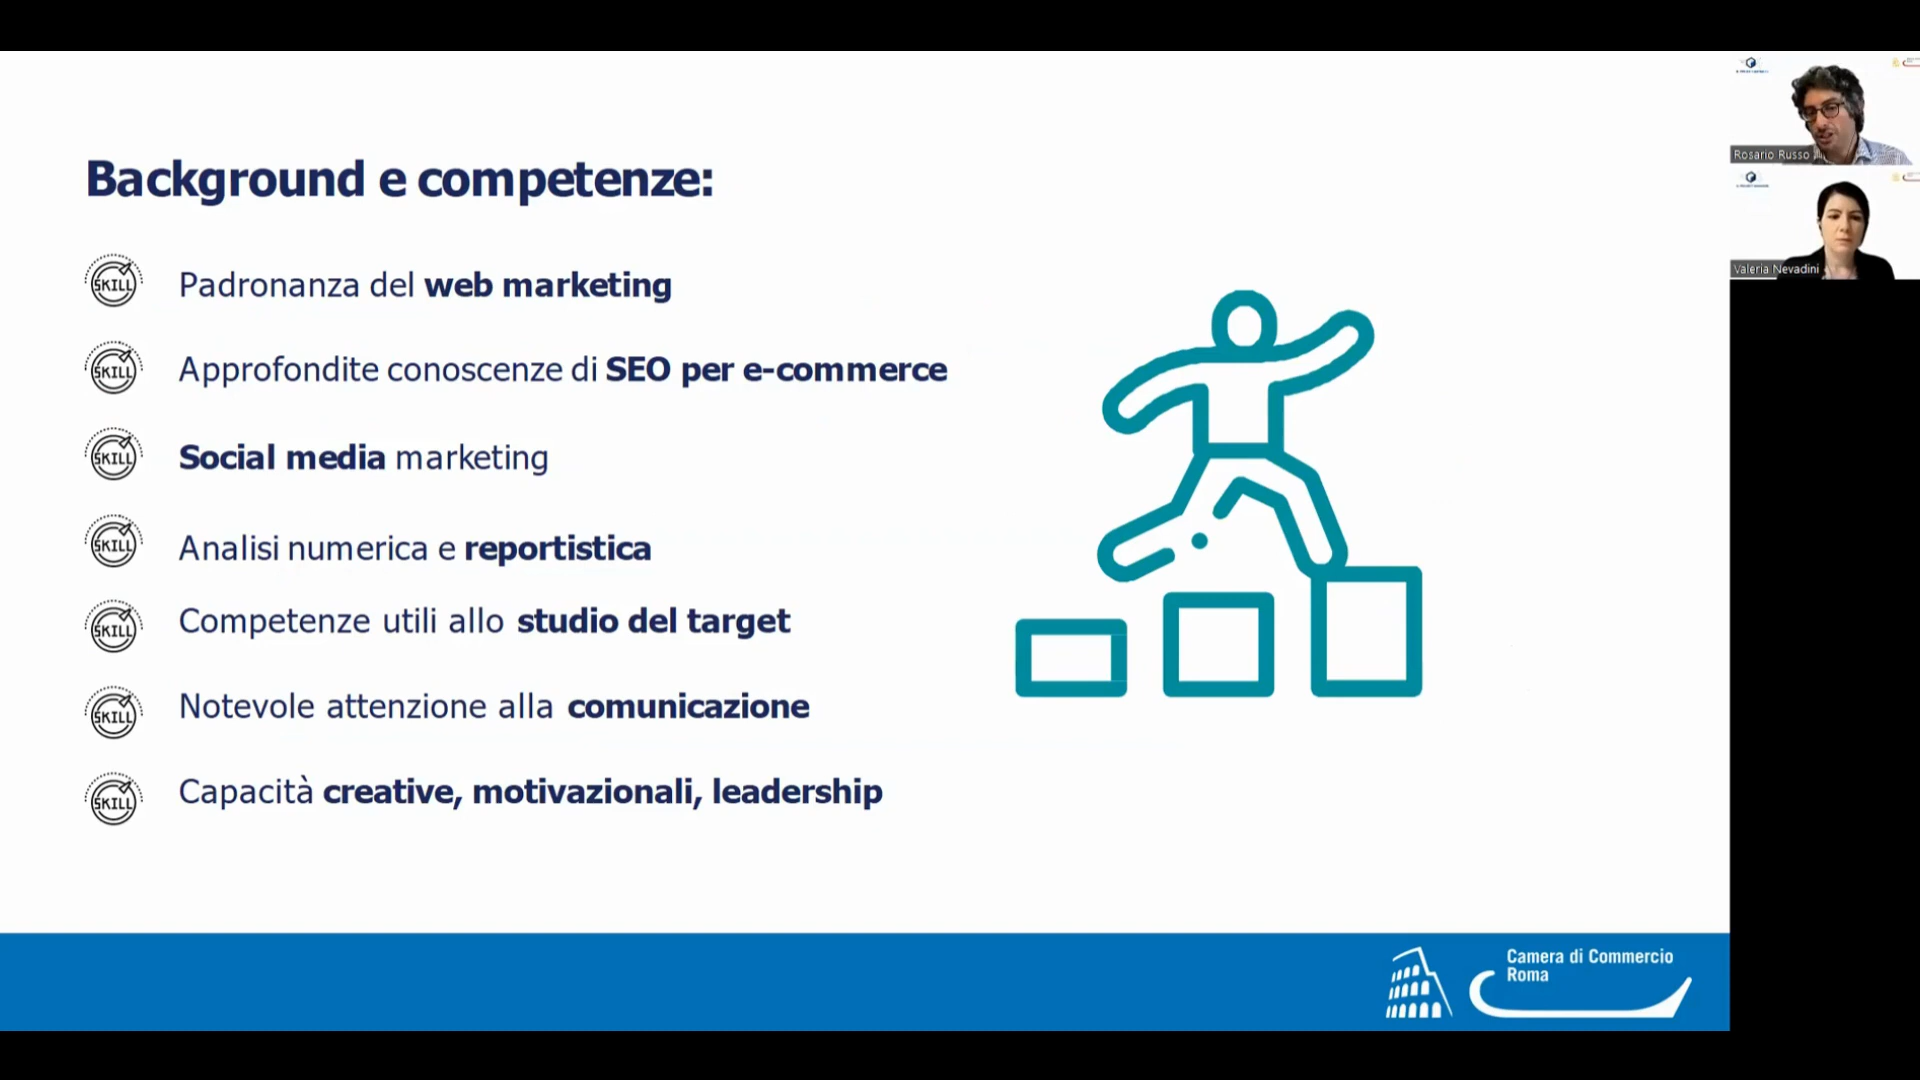 Background e competenze:
SKILL Padronanza del web marketing
SKILL Approfondite conoscenze di SEO per e-commerce
SKILL Social media marketing
SKILL Analisi numerica e reportistica
SKILL Competenze utili allo studio del target
SKILL Notevole attenzione alla comunicazione
SKILL Capacità creative, motivazionali, leadership
Rosario Russo
Valeria Nevadini
Camera di Commercio
Roma